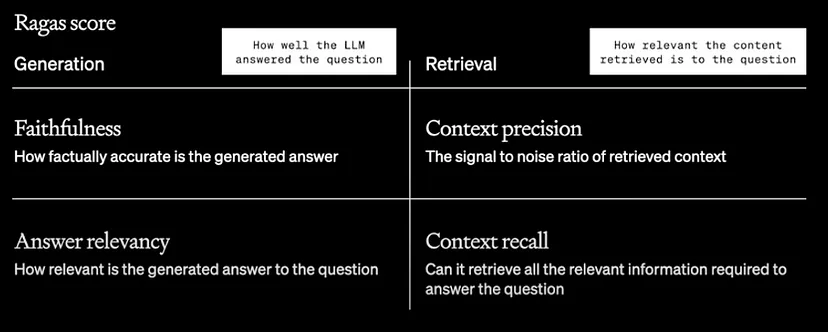 Ragas score
Generation
How well the LLM
answered the question
Retrieval
How relevant the content
retrieved is to the question
Faithfulness
How factually accurate is the generated answer
Context precision
The signal to noise ratio of retrieved context
Answer relevancy
How relevant is the generated answer to the question
Context recall
Can it retrieve all the relevant information required to
answer the question